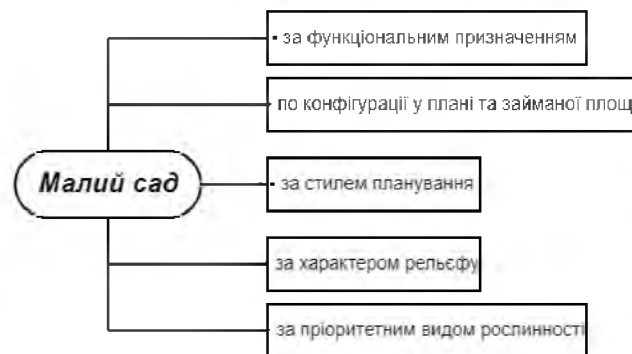 ▪ за функціональним призначенням
▪ по конфігурації у плані та займаної площ
Малий сад
▪ за стилем планування
за характером рельєфу
за пріоритетним видом рослинності